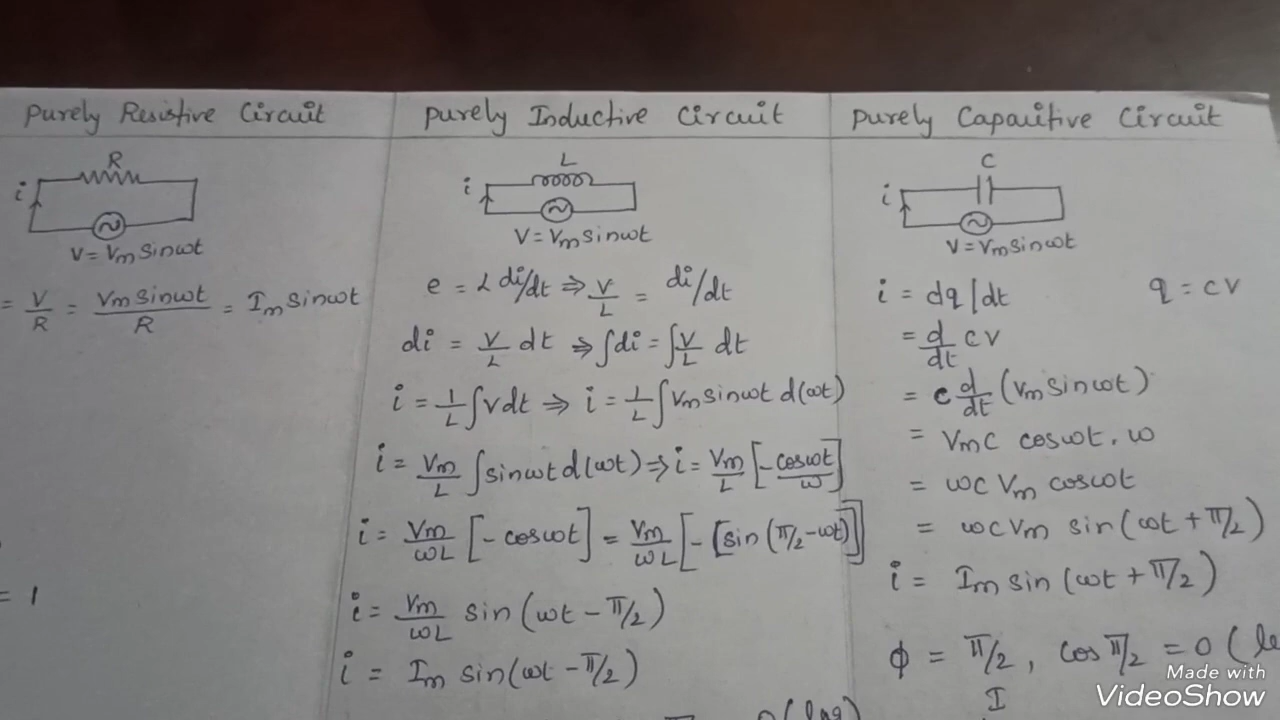 Purely Resistive Circuit
R
i
V = Vm sinωt
= V/R = Vm sinωt / R = Im sinωt
= 1
Purely Inductive Circuit
L
i
V = Vm sinωt
e = L di/dt ⇒ V/L = di/dt
di = V/L dt ⇒ ∫di = ∫V/L dt
i = 1/L ∫v dt ⇒ i = 1/L ∫Vm sinωt d(ωt)
i = Vm/L ∫sinωt d(ωt) ⇒ i = Vm/L [-cosωt/ω]
i = Vm/ωL [-cosωt] = Vm/ωL [-[sin(π/2-ωt)]]
i = Vm/ωL sin(ωt - π/2)
i = Im sin(ωt - π/2)
0 (lag)
Purely Capacitive Circuit
C
i
V = Vm sinωt
i = dq/dt q = cv
= d/dt cv
= c d/dt (Vm sinωt)
= Vmc cosωt. ω
= ωc Vm cosωt
= ωcVm sin(ωt + π/2)
i = Im sin(ωt + π/2)
ϕ = π/2, cos π/2 = 0 (le
I
Made with
VideoShow